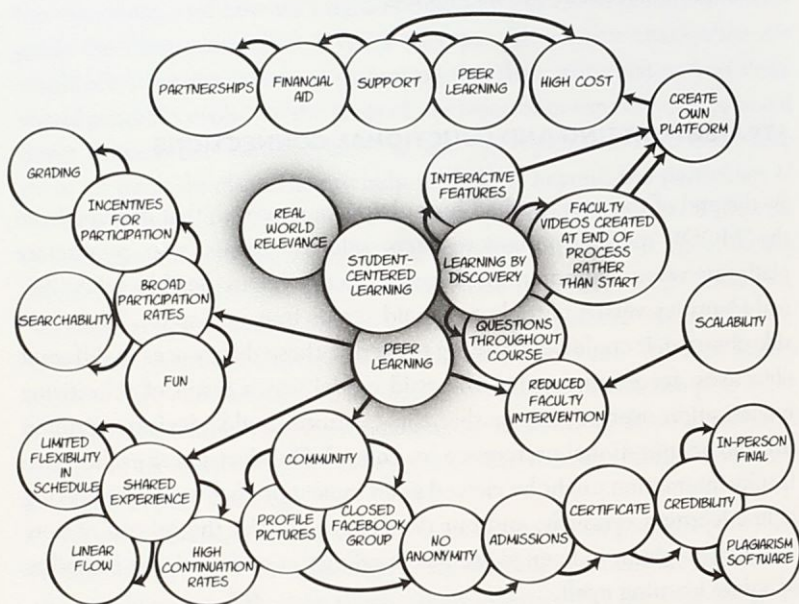 PARTNERSHIPS
FINANCIAL
AID
SUPPORT
PEER
LEARNING
HIGH COST
CREATE
OWN
PLATFORM
GRADING
INCENTIVES
FOR
PARTICIPATION
INTERACTIVE
FEATURES
REAL
WORLD
RELEVANCE
STUDENT-
CENTERED
LEARNING
LEARNING BY
DISCOVERY
FACULTY
VIDEOS CREATED
AT END OF
PROCESS
RATHER
THAN START
SEARCHABILITY
BROAD
PARTICIPATION
RATES
FUN
PEER
LEARNING
QUESTIONS
THROUGHOUT
COURSE
SCALABILITY
REDUCED
FACULTY
INTERVENTION
LIMITED
FLEXIBILITY
IN
SCHEDULE
SHARED
EXPERIENCE
LINEAR
FLOW
HIGH
CONTINUATION
RATES
COMMUNITY
PROFILE
PICTURES
CLOSED
FACEBOOK
GROUP
NO
ANONYMITY
ADMISSIONS
CERTIFICATE
CREDIBILITY
IN-PERSON
FINAL
PLAGIARISM
SOFTWARE